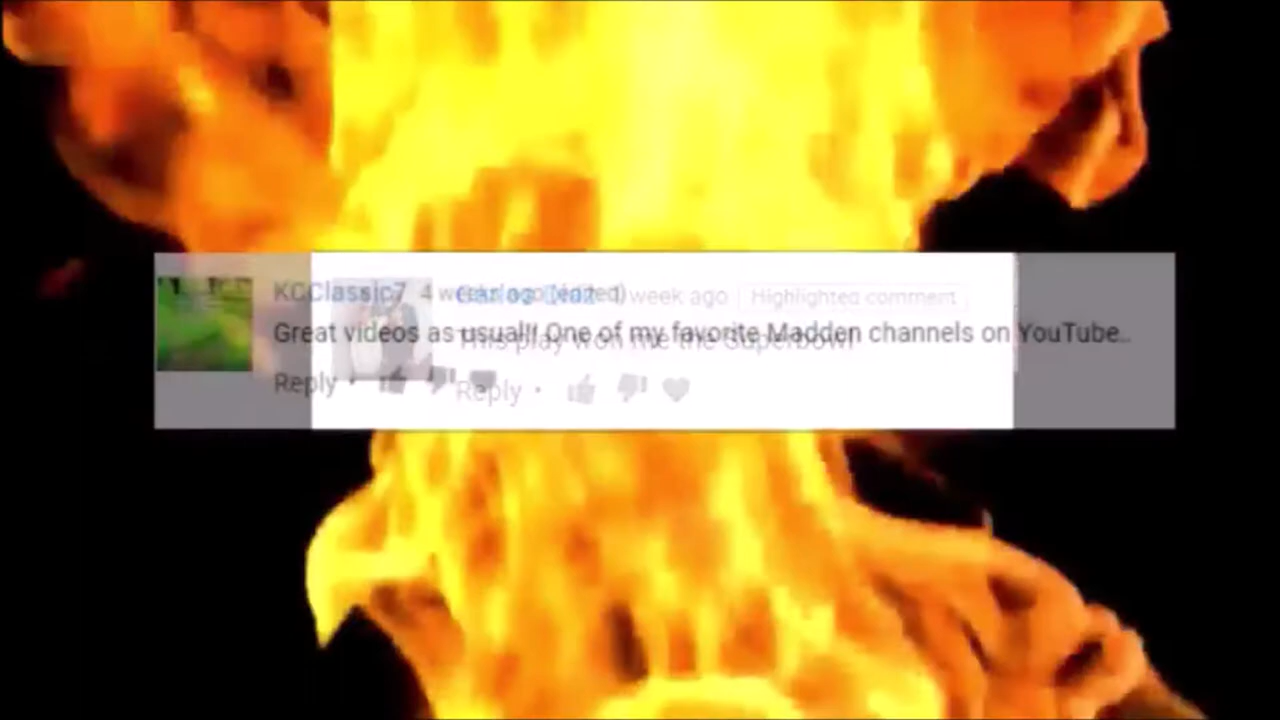 KCClassic7 4 weeks ago (edited)
Great videos as usual!! One of my favorite Madden channels on YouTube..
Reply •
1 week ago Highlighted comment
This play won me the Superbowl
Reply •